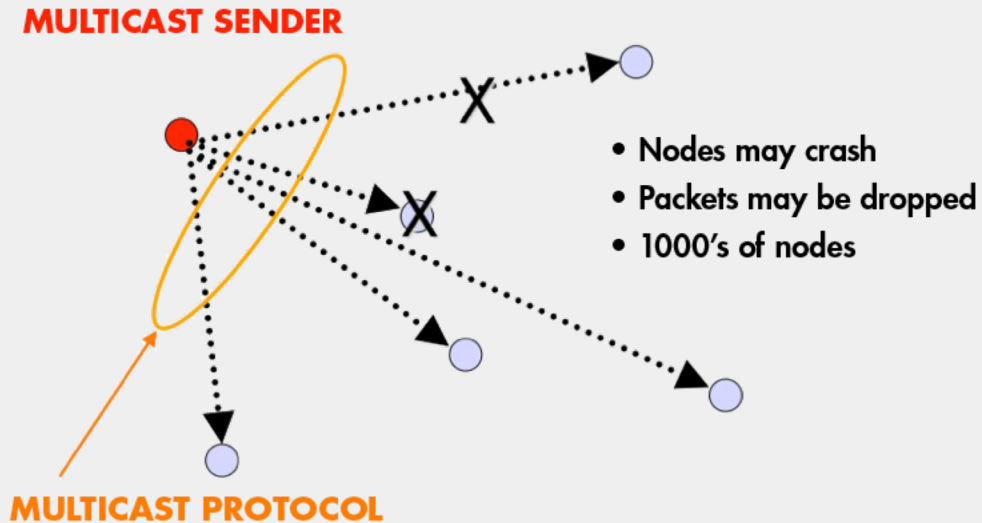 MULTICAST SENDER
X
• Nodes may crash
• Packets may be dropped
X
• 1000's of nodes
MULTICAST PROTOCOL